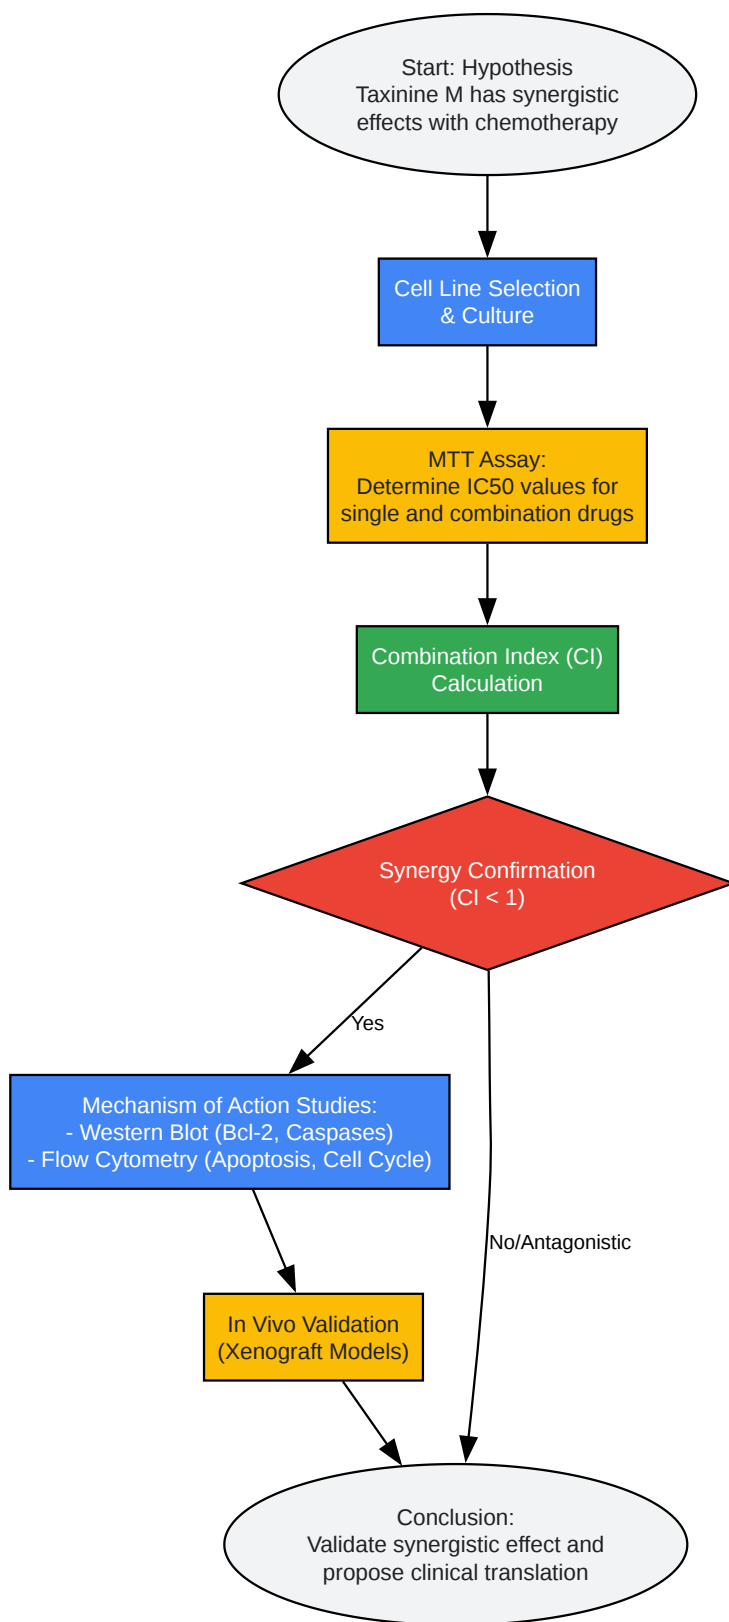 Start: Hypothesis
Taxinine M has synergistic
effects with chemotherapy
Cell Line Selection
& Culture
MTT Assay:
Determine IC50 values for
single and combination drugs
Combination Index (CI)
Calculation
Synergy Confirmation
(CI < 1)
Yes
Mechanism of Action Studies:
- Western Blot (Bcl-2, Caspases)
- Flow Cytometry (Apoptosis, Cell Cycle)
No/Antagonistic
In Vivo Validation
(Xenograft Models)
Conclusion:
Validate synergistic effect and
propose clinical translation